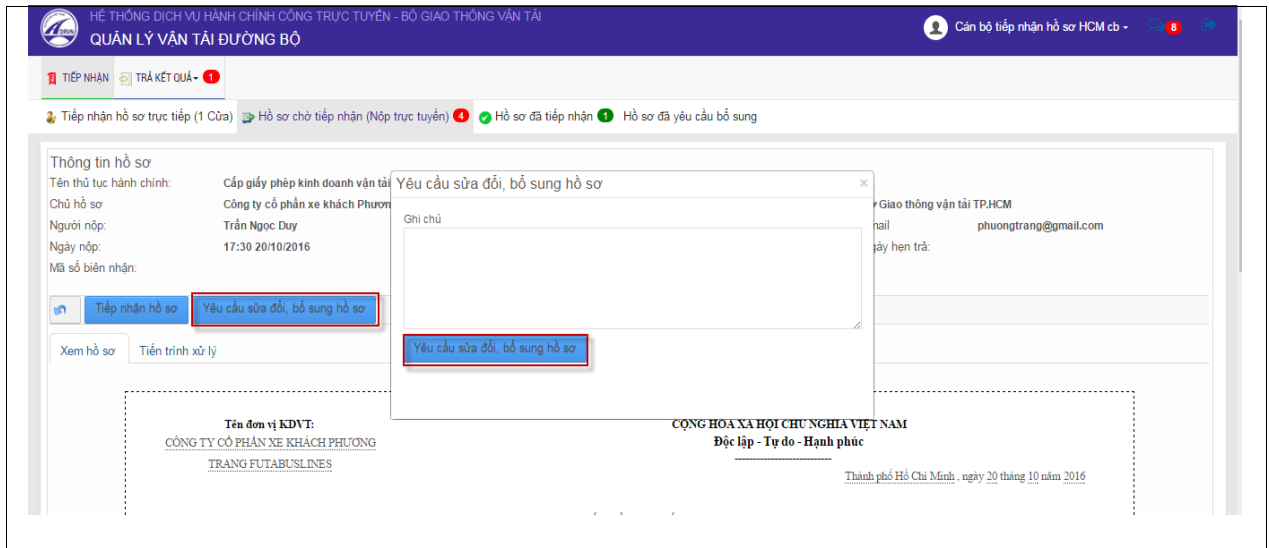 HỆ THỐNG DỊCH VỤ HÀNH CHÍNH CÔNG TRỰC TUYẾN - BỘ GIAO THÔNG VẬN TẢI
QUẢN LÝ VẬN TẢI ĐƯỜNG BỘ
Cán bộ tiếp nhận hồ sơ HCM cb
8
TIẾP NHẬN
TRẢ KẾT QUẢ
1
Tiếp nhận hồ sơ trực tiếp (1 Cửa)
Hồ sơ chờ tiếp nhận (Nộp trực tuyến) 4
Hồ sơ đã tiếp nhận 1
Hồ sơ đã yêu cầu bổ sung
Thông tin hồ sơ
Tên thủ tục hành chính: Cấp giấy phép kinh doanh vận tải
Chủ hồ sơ Công ty cổ phần xe khách Phươn
Giao thông vận tải TP.HCM
Người nộp: Trần Ngọc Duy
nail phuongtrang@gmail.com
Ngày nộp: 17:30 20/10/2016
gày hẹn trả:
Mã số biên nhận:
Yêu cầu sửa đổi, bổ sung hồ sơ
×
Ghi chú
Yêu cầu sửa đổi, bổ sung hồ sơ
Tiếp nhận hồ sơ
Yêu cầu sửa đổi, bổ sung hồ sơ
Xem hồ sơ
Tiến trình xử lý
Tên đơn vị KDVT:
CÔNG TY CỔ PHẦN XE KHÁCH PHƯƠNG
TRANG FUTABUSLINES
CỘNG HÒA XÃ HỘI CHỦ NGHĨA VIỆT NAM
Độc lập - Tự do - Hạnh phúc
Thành phố Hồ Chí Minh , ngày 20 tháng 10 năm 2016